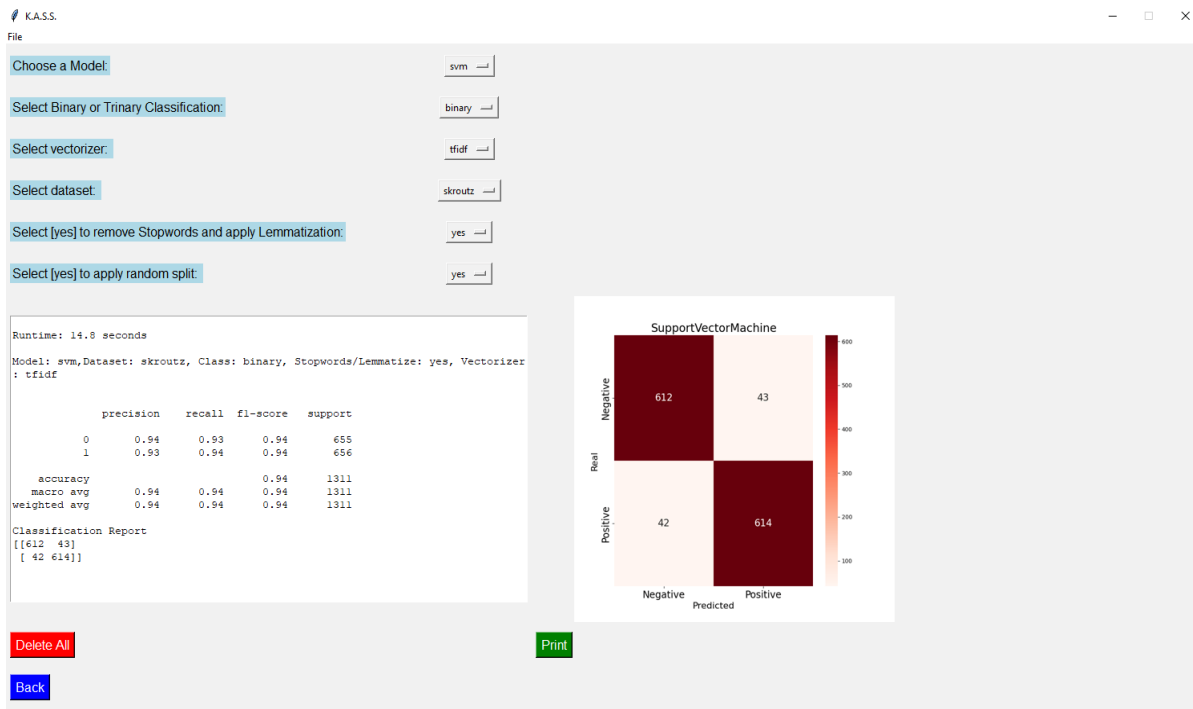 K.A.S.S.
File
Choose a Model:
svm
Select Binary or Trinary Classification:
binary
Select vectorizer:
tfidf
Select dataset:
skroutz
Select [yes] to remove Stopwords and apply Lemmatization:
yes
Select [yes] to apply random split:
yes
Runtime: 14.8 seconds
Model: svm,Dataset: skroutz, Class: binary, Stopwords/Lemmatize: yes, Vectorizer
: tfidf
precision recall f1-score support
0 0.94 0.93 0.94 655
1 0.93 0.94 0.94 656
accuracy 0.94 1311
macro avg 0.94 0.94 0.94 1311
weighted avg 0.94 0.94 0.94 1311
Classification Report
[[612 43]
[ 42 614]]
SupportVectorMachine
Real
Negative
612
43
Positive
42
614
Negative
Positive
Predicted
600
500
400
300
200
100
Delete All
Print
Back